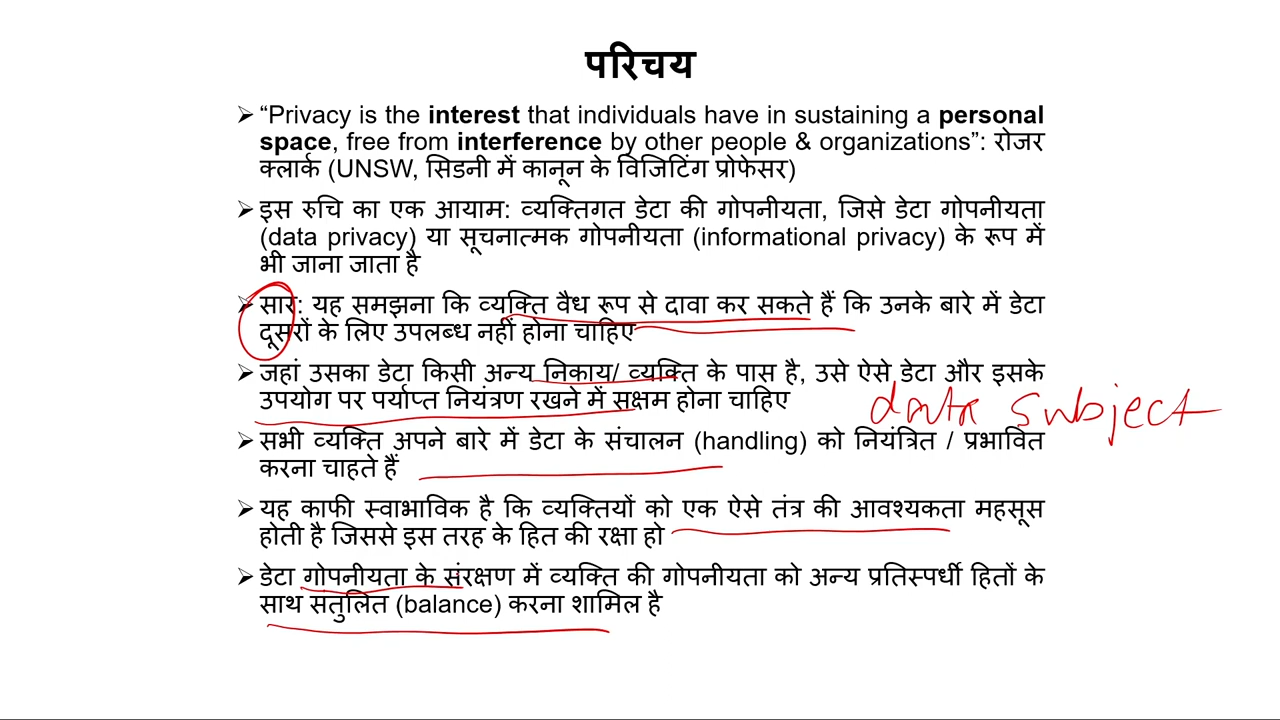 परिचय
➢ “Privacy is the interest that individuals have in sustaining a personal
space, free from interference by other people & organizations”: रोजर
क्लार्क (UNSW, सिडनी में कानून के विजिटिंग प्रोफेसर)
➢ इस रुचि का एक आयाम: व्यक्तिगत डेटा की गोपनीयता, जिसे डेटा गोपनीयता
(data privacy) या सूचनात्मक गोपनीयता (informational privacy) के रूप में
भी जाना जाता है
➢ सार: यह समझना कि व्यक्ति वैध रूप से दावा कर सकते हैं कि उनके बारे में डेटा
दूसरों के लिए उपलब्ध नहीं होना चाहिए
➢ जहां उसका डेटा किसी अन्य निकाय/ व्यक्ति के पास है, उसे ऐसे डेटा और इसके
उपयोग पर पर्याप्त नियंत्रण रखने में सक्षम होना चाहिए
data subject
➢ सभी व्यक्ति अपने बारे में डेटा के संचालन (handling) को नियंत्रित / प्रभावित
करना चाहते हैं
➢ यह काफी स्वाभाविक है कि व्यक्तियों को एक ऐसे तंत्र की आवश्यकता महसूस
होती है जिससे इस तरह के हित की रक्षा हो
➢ डेटा गोपनीयता के संरक्षण में व्यक्ति की गोपनीयता को अन्य प्रतिस्पर्धी हितों के
साथ संतुलित (balance) करना शामिल है